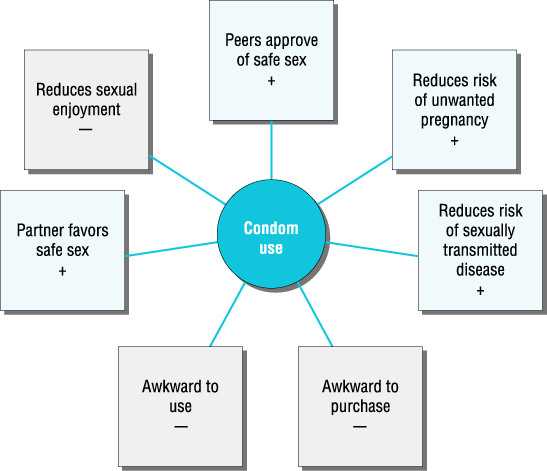 Peers approve
of safe sex
+
Reduces sexual
enjoyment
—
Reduces risk
of unwanted
pregnancy
+
Partner favors
safe sex
+
Condom
use
Reduces risk
of sexually
transmitted
disease
+
Awkward to
use
—
Awkward to
purchase
—